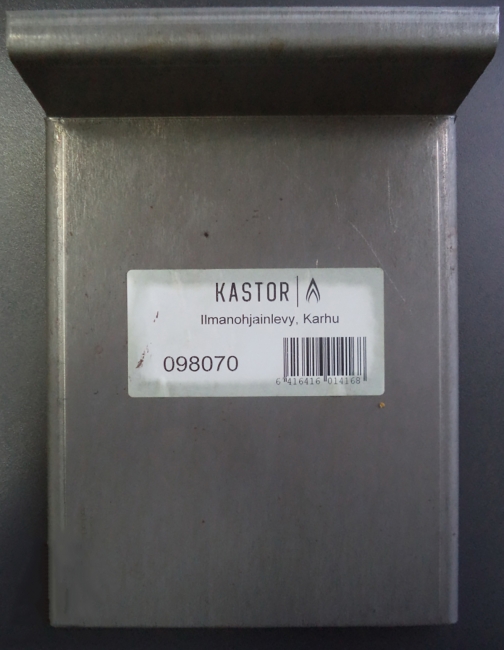 KASTOR
Ilmanohjainlevy, Karhu
098070
6 416416 014168